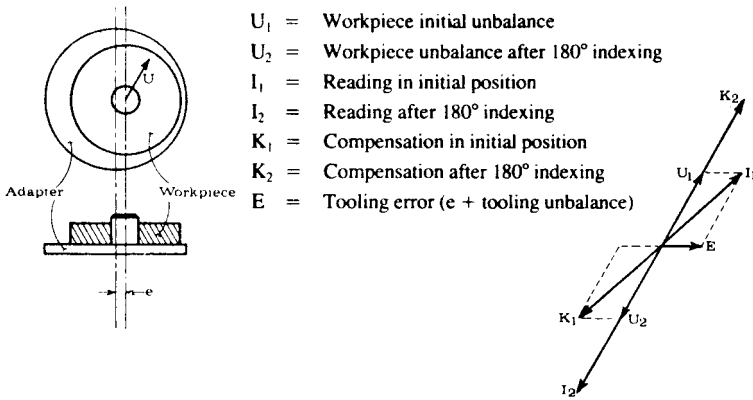 U₁ = Workpiece initial unbalance
U₂ = Workpiece unbalance after 180° indexing
I₁ = Reading in initial position
I₂ = Reading after 180° indexing
K₁ = Compensation in initial position
K₂ = Compensation after 180° indexing
E = Tooling error (e + tooling unbalance)
U
Adapter
Workpiece
e
K₂
U₁
I₁
E
K₁
U₂
I₂